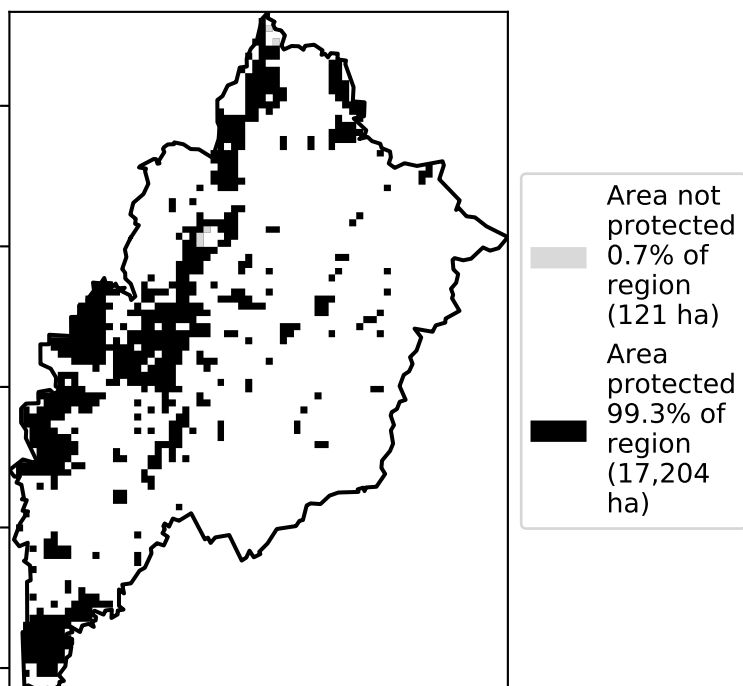 Area not
protected
0.7% of
region
(121 ha)
Area
protected
99.3% of
region
(17,204
ha)